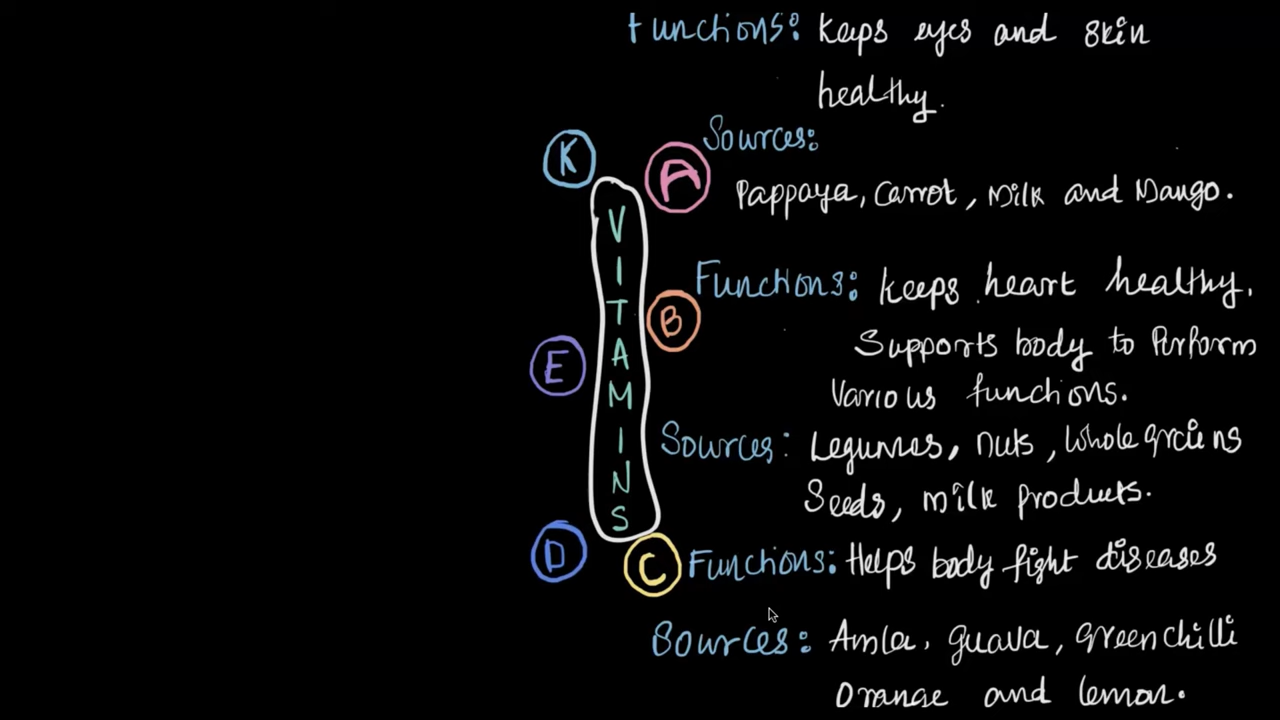 Functions: Keeps eyes and skin
healthy.
Sources:
K
A
Pappaya, Carrot, Milk and Mango.
VITAMINS
Functions: Keeps heart healthy.
B
Supports body to Perform
Various functions.
E
Sources: Legumes, nuts, Whole grains
Seeds, milk products.
D
C
Functions: Helps body fight diseases
Sources: Amla, guava, green chilli
Orange and lemon.